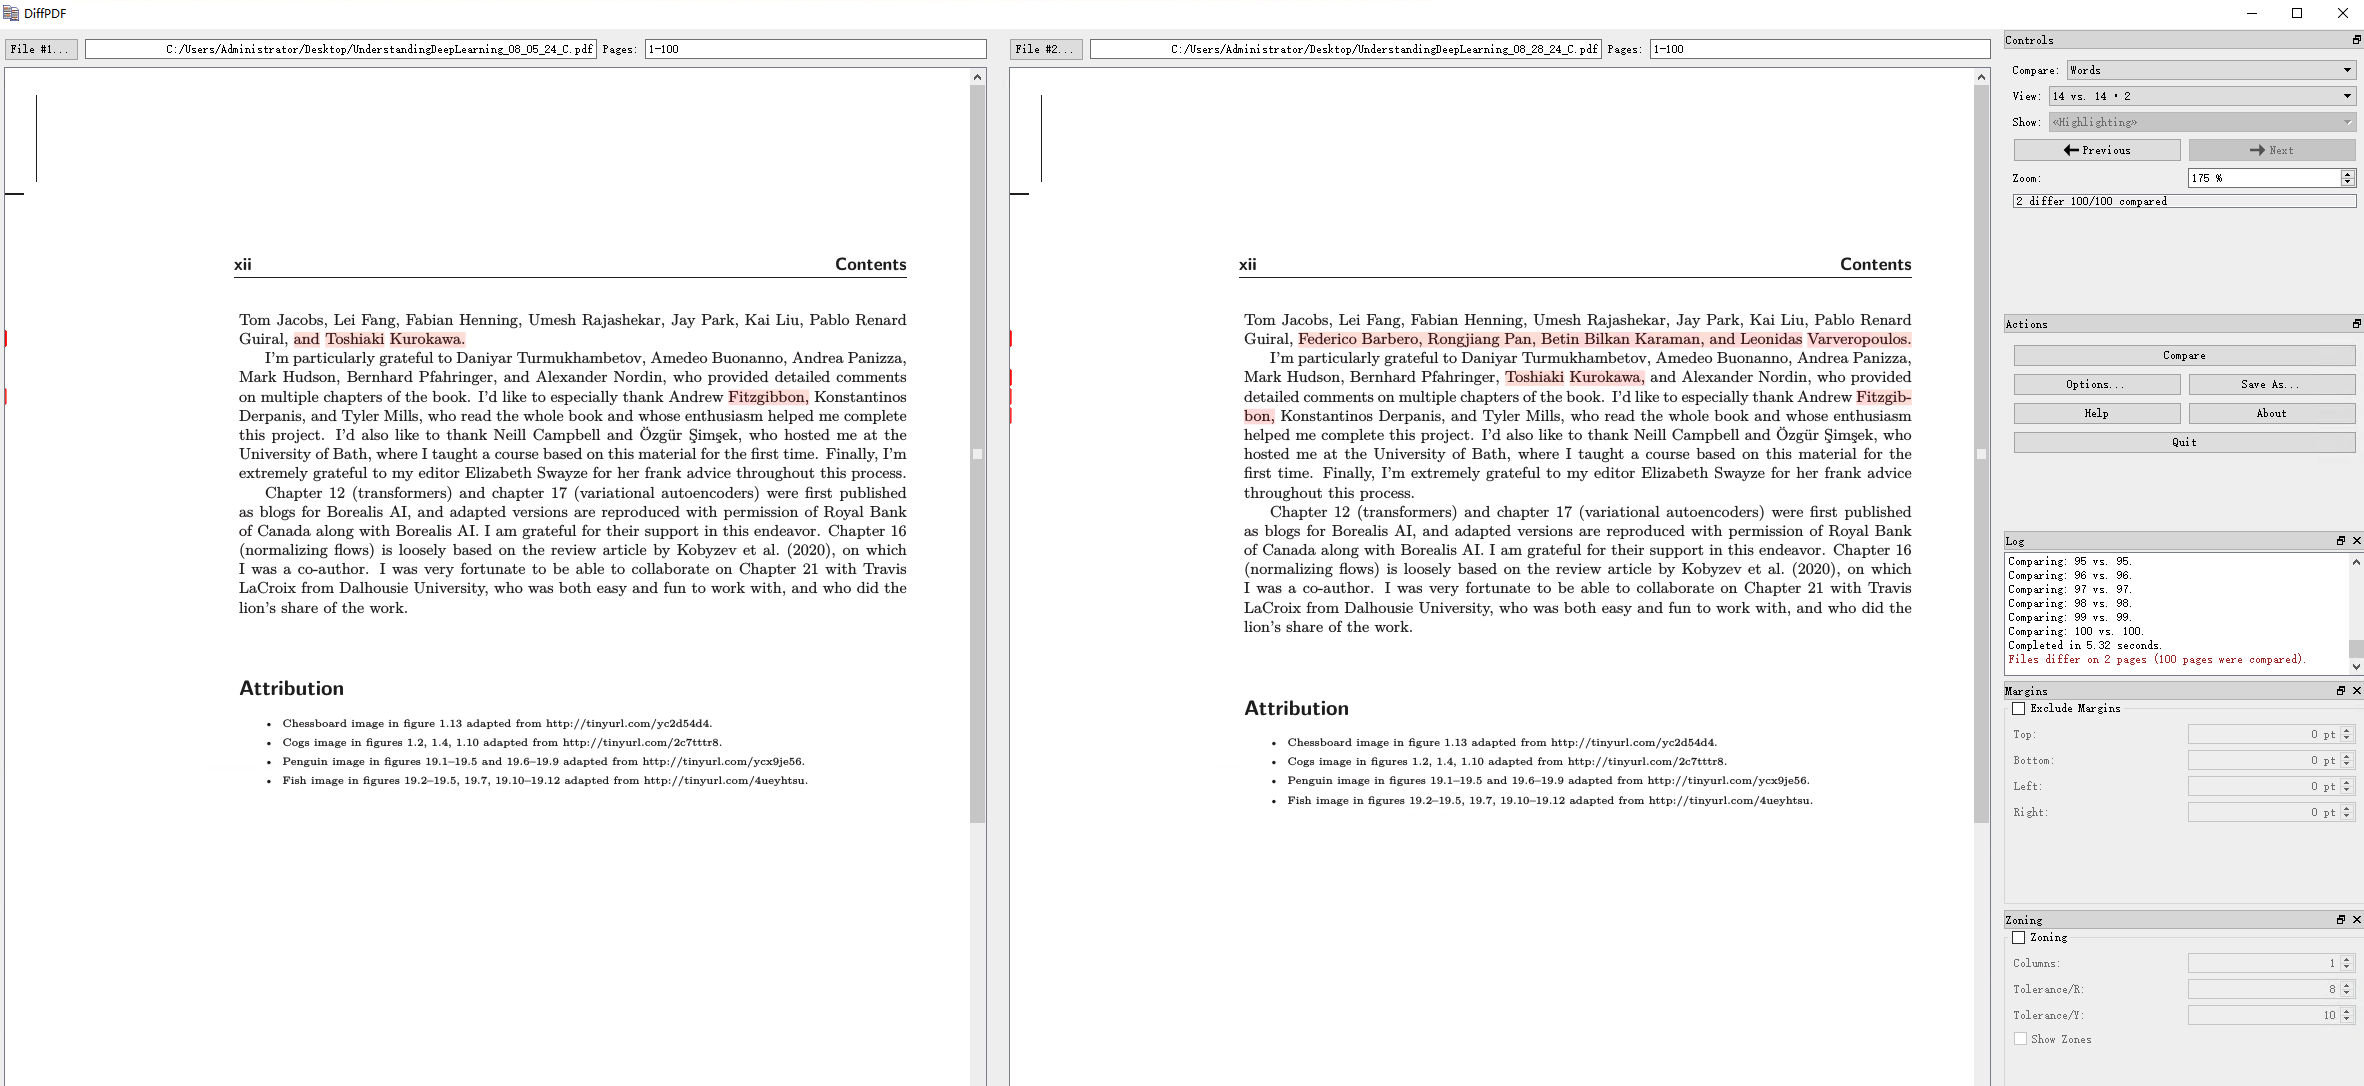 DiffPDF
File #1... C:/Users/Administrator/Desktop/UnderstandingDeepLearning_08_05_24_C.pdf Pages: 1-100
xii Contents
Tom Jacobs, Lei Fang, Fabian Henning, Umesh Rajashekar, Jay Park, Kai Liu, Pablo Renard
Guiral, and Toshiaki Kurokawa.
I'm particularly grateful to Daniyar Turmukhambetov, Amedeo Buonanno, Andrea Panizza,
Mark Hudson, Bernhard Pfahringer, and Alexander Nordin, who provided detailed comments
on multiple chapters of the book. I'd like to especially thank Andrew Fitzgibbon, Konstantinos
Derpanis, and Tyler Mills, who read the whole book and whose enthusiasm helped me complete
this project. I'd also like to thank Neill Campbell and Özgür Şimşek, who hosted me at the
University of Bath, where I taught a course based on this material for the first time. Finally, I'm
extremely grateful to my editor Elizabeth Swayze for her frank advice throughout this process.
Chapter 12 (transformers) and chapter 17 (variational autoencoders) were first published
as blogs for Borealis AI, and adapted versions are reproduced with permission of Royal Bank
of Canada along with Borealis AI. I am grateful for their support in this endeavor. Chapter 16
(normalizing flows) is loosely based on the review article by Kobyzev et al. (2020), on which
I was a co-author. I was very fortunate to be able to collaborate on Chapter 21 with Travis
LaCroix from Dalhousie University, who was both easy and fun to work with, and who did the
lion's share of the work.
Attribution
• Chessboard image in figure 1.13 adapted from http://tinyurl.com/yc2d54d4.
• Cogs image in figures 1.2, 1.4, 1.10 adapted from http://tinyurl.com/2c7tttr8.
• Penguin image in figures 19.1–19.5 and 19.6–19.9 adapted from http://tinyurl.com/ycx9je56.
• Fish image in figures 19.2–19.5, 19.7, 19.10–19.12 adapted from http://tinyurl.com/4ueyhtsu.
File #2... C:/Users/Administrator/Desktop/UnderstandingDeepLearning_08_28_24_C.pdf Pages: 1-100
xii Contents
Tom Jacobs, Lei Fang, Fabian Henning, Umesh Rajashekar, Jay Park, Kai Liu, Pablo Renard
Guiral, Federico Barbero, Rongjiang Pan, Betin Bilkan Karaman, and Leonidas Varveropoulos.
I'm particularly grateful to Daniyar Turmukhambetov, Amedeo Buonanno, Andrea Panizza,
Mark Hudson, Bernhard Pfahringer, Toshiaki Kurokawa, and Alexander Nordin, who provided
detailed comments on multiple chapters of the book. I'd like to especially thank Andrew Fitzgib-
bon, Konstantinos Derpanis, and Tyler Mills, who read the whole book and whose enthusiasm
helped me complete this project. I'd also like to thank Neill Campbell and Özgür Şimşek, who
hosted me at the University of Bath, where I taught a course based on this material for the
first time. Finally, I'm extremely grateful to my editor Elizabeth Swayze for her frank advice
throughout this process.
Chapter 12 (transformers) and chapter 17 (variational autoencoders) were first published
as blogs for Borealis AI, and adapted versions are reproduced with permission of Royal Bank
of Canada along with Borealis AI. I am grateful for their support in this endeavor. Chapter 16
(normalizing flows) is loosely based on the review article by Kobyzev et al. (2020), on which
I was a co-author. I was very fortunate to be able to collaborate on Chapter 21 with Travis
LaCroix from Dalhousie University, who was both easy and fun to work with, and who did the
lion's share of the work.
Attribution
• Chessboard image in figure 1.13 adapted from http://tinyurl.com/yc2d54d4.
• Cogs image in figures 1.2, 1.4, 1.10 adapted from http://tinyurl.com/2c7tttr8.
• Penguin image in figures 19.1–19.5 and 19.6–19.9 adapted from http://tinyurl.com/ycx9je56.
• Fish image in figures 19.2–19.5, 19.7, 19.10–19.12 adapted from http://tinyurl.com/4ueyhtsu.
Controls
Compare: Words
View: 14 vs. 14 • 2
Show: «Highlighting»
Previous Next
Zoom: 175 %
2 differ 100/100 compared
Actions
Compare
Options... Save As...
Help About
Quit
Log
Comparing: 95 vs. 95.
Comparing: 96 vs. 96.
Comparing: 97 vs. 97.
Comparing: 98 vs. 98.
Comparing: 99 vs. 99.
Comparing: 100 vs. 100.
Completed in 5.32 seconds.
Files differ on 2 pages (100 pages were compared).
Margins
Exclude Margins
Top: 0 pt
Bottom: 0 pt
Left: 0 pt
Right: 0 pt
Zoning
Zoning
Columns: 1
Tolerance/R: 8
Tolerance/Y: 10
Show Zones